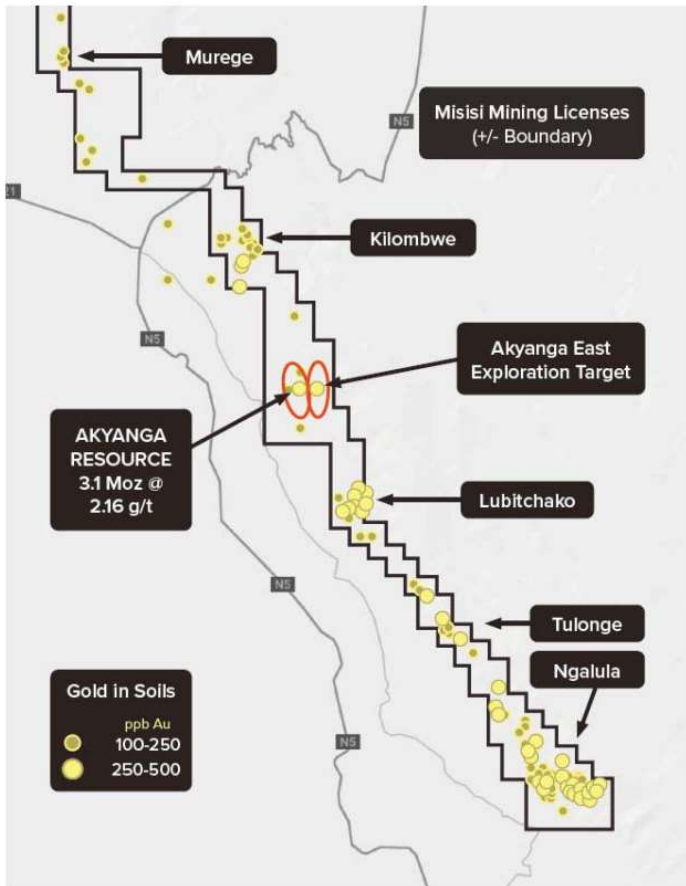 Murege
Misisi Mining Licenses
(+/- Boundary)
N5
21
Kilombwe
N5
Akyanga East
Exploration Target
AKYANGA
RESOURCE
3.1 Moz @
2.16 g/t
Lubitchako
N5
Tulonge
Ngalula
Gold in Soils
ppb Au
100-250
250-500
N5